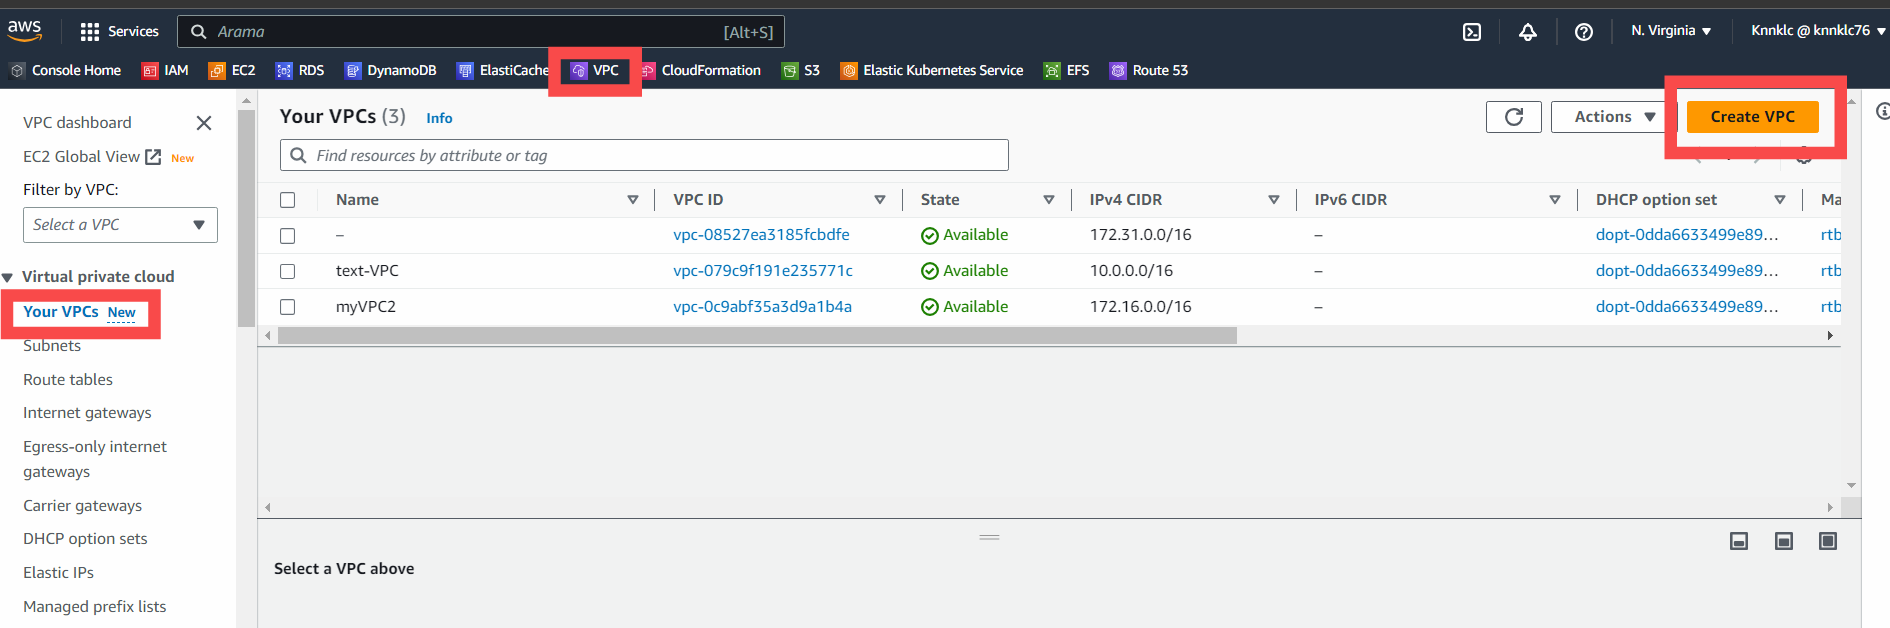 aws Services Arama [Alt+S] N. Virginia Knnklc @ knnklc76
Console Home IAM EC2 RDS DynamoDB ElastiCache VPC CloudFormation S3 Elastic Kubernetes Service EFS Route 53
VPC dashboard
EC2 Global View New
Filter by VPC:
Select a VPC
Virtual private cloud
Your VPCs New
Subnets
Route tables
Internet gateways
Egress-only internet
gateways
Carrier gateways
DHCP option sets
Elastic IPs
Managed prefix lists
Your VPCs (3) Info
Actions Create VPC
Find resources by attribute or tag
Name VPC ID State IPv4 CIDR IPv6 CIDR DHCP option set Ma
– vpc-08527ea3185fcbdfe Available 172.31.0.0/16 – dopt-0dda6633499e89... rtb
text-VPC vpc-079c9f191e235771c Available 10.0.0.0/16 – dopt-0dda6633499e89... rtb
myVPC2 vpc-0c9abf35a3d9a1b4a Available 172.16.0.0/16 – dopt-0dda6633499e89... rtb
Select a VPC above